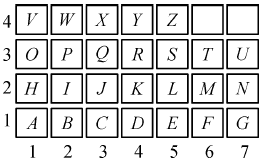 4 V W X Y Z
3 O P Q R S T U
2 H I J K L M N
1 A B C D E F G
1 2 3 4 5 6 7